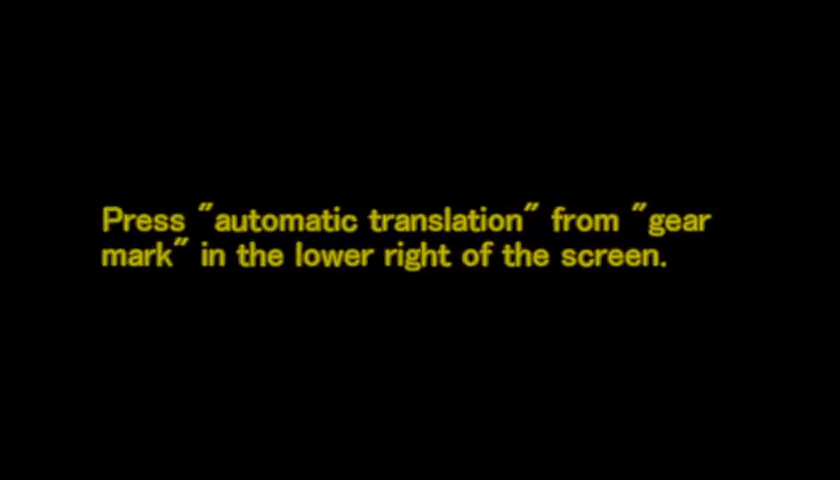 Press "automatic translation" from "gear
mark" in the lower right of the screen.